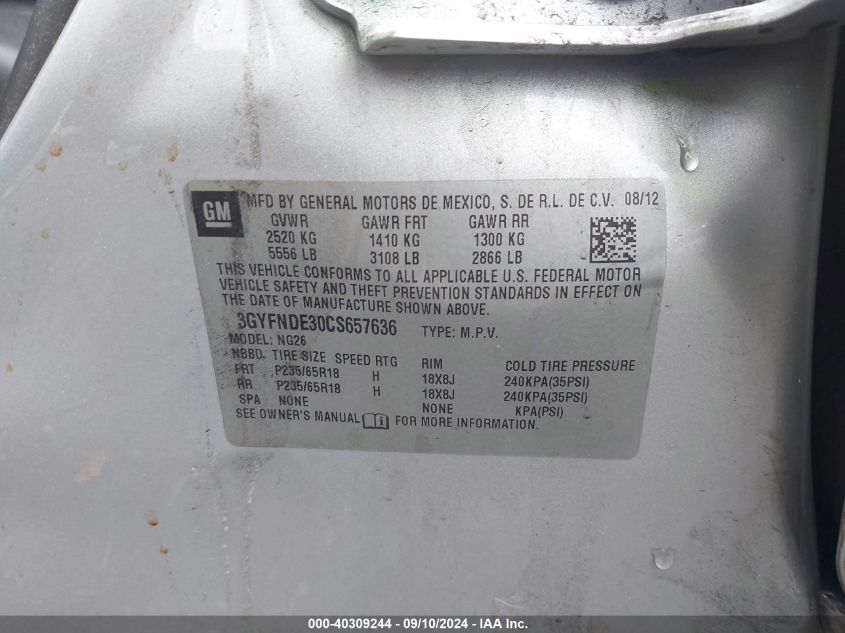 GM
MFD BY GENERAL MOTORS DE MEXICO, S. DE R.L. DE C.V. 08/12
GVWR GAWR FRT GAWR RR
2520 KG 1410 KG 1300 KG
5556 LB 3108 LB 2866 LB
THIS VEHICLE CONFORMS TO ALL APPLICABLE U.S. FEDERAL MOTOR
VEHICLE SAFETY AND THEFT PREVENTION STANDARDS IN EFFECT ON
THE DATE OF MANUFACTURE SHOWN ABOVE.
3GYFNDE30CS657636 TYPE: M.P.V.
MODEL: NG26
NBBD TIRE SIZE SPEED RTG RIM COLD TIRE PRESSURE
FRT P235/65R18 H 18X8J 240KPA(35PSI)
RR P235/65R18 H 18X8J 240KPA(35PSI)
SPA NONE NONE KPA(PSI)
SEE OWNER'S MANUAL FOR MORE INFORMATION.
000-40309244 - 09/10/2024 - IAAI.com